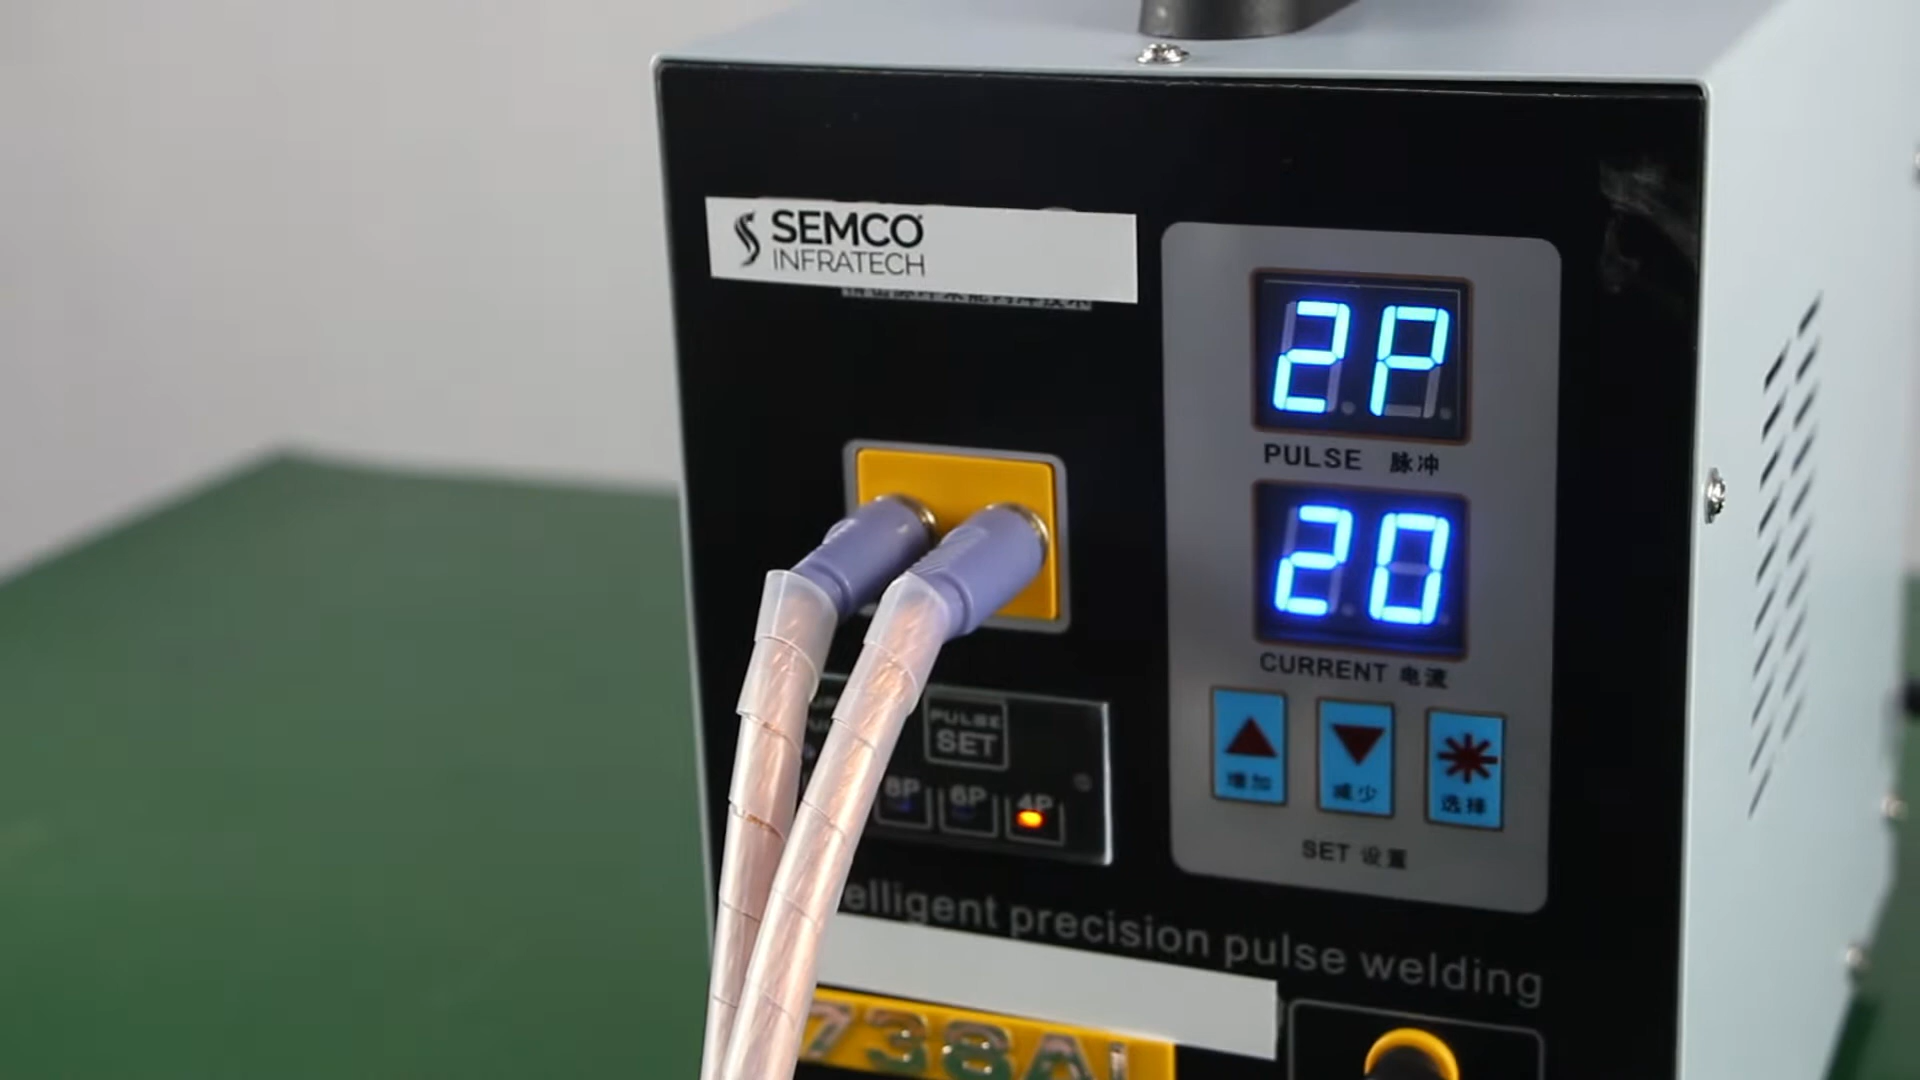 SEMCO
INFRATECH
2P
PULSE 脉冲
20
CURRENT 电流
增加 减少 选择
SET 设置
PULSE
SET
8P 6P 4P
elligent precision pulse welding
738AL